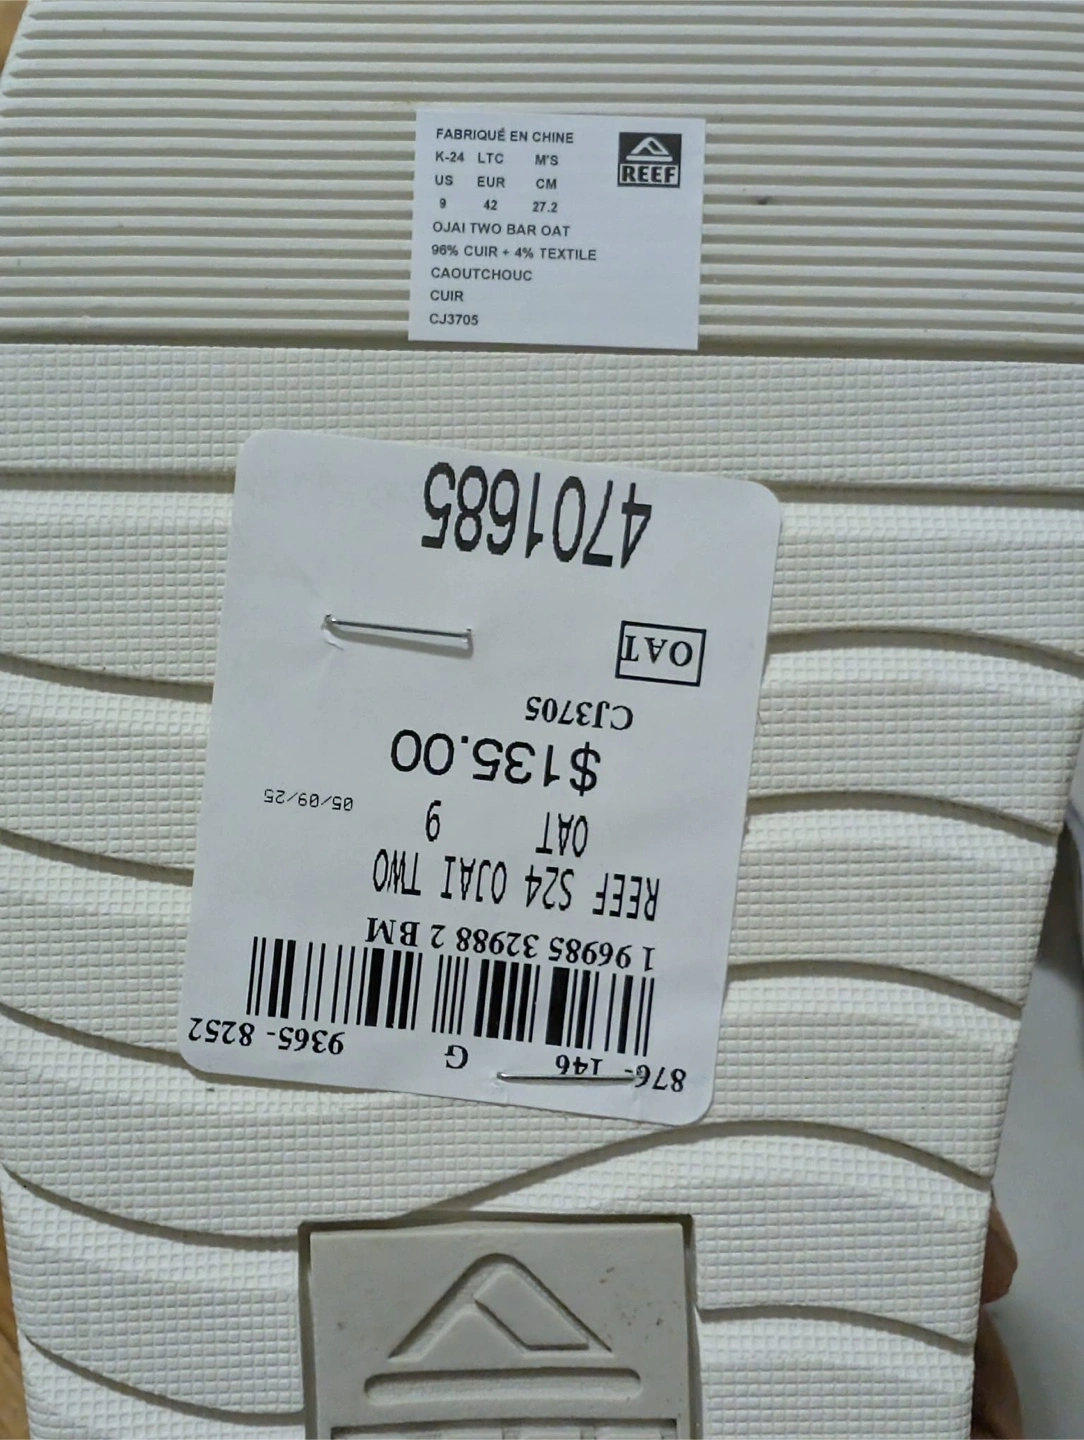 FABRIQUÉ EN CHINE
K-24 LTC M'S
US EUR CM
9 42 27.2
OJAI TWO BAR OAT
96% CUIR + 4% TEXTILE
CAOUTCHOUC
CUIR
CJ3705
REEF
876- 146 G 9365- 8252
1 96985 32988 2 BM
REEF S24 OJAI TWO
OAT 9
05/09/25
$135.00
CJ3705
OAT
4701685